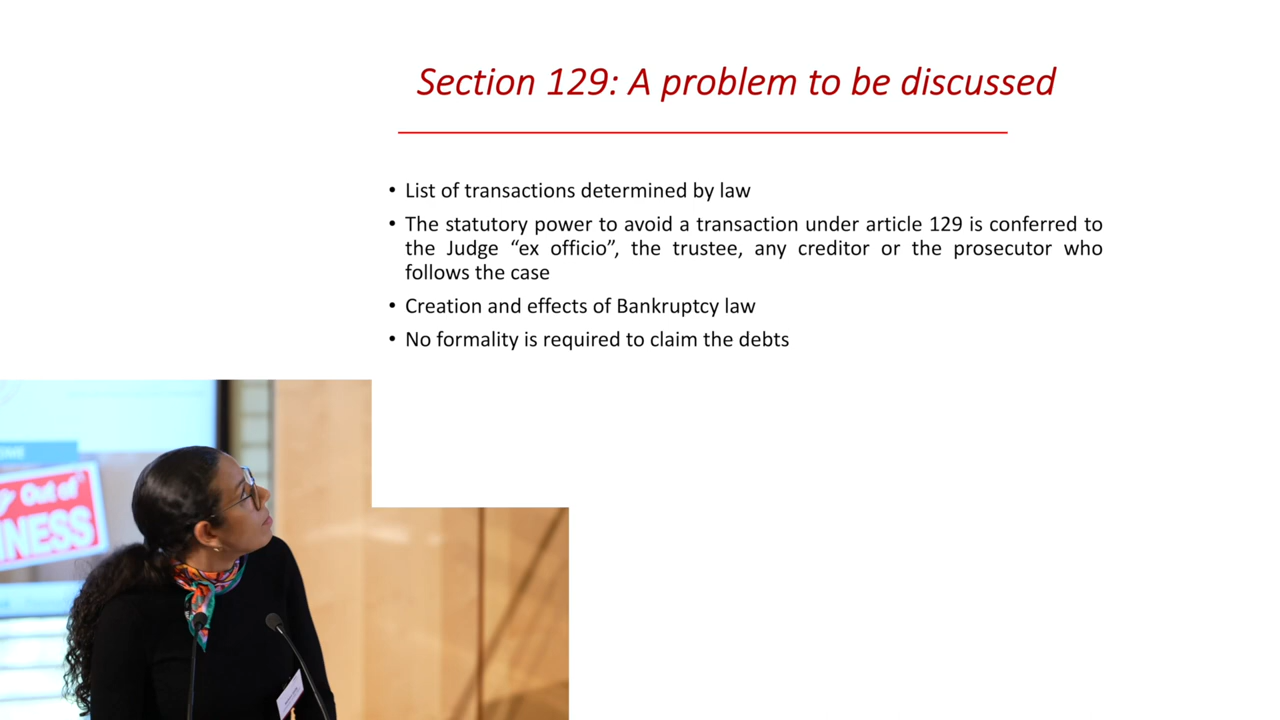 Section 129: A problem to be discussed
• List of transactions determined by law
• The statutory power to avoid a transaction under article 129 is conferred to
the Judge “ex officio”, the trustee, any creditor or the prosecutor who
follows the case
• Creation and effects of Bankruptcy law
• No formality is required to claim the debts
Out of